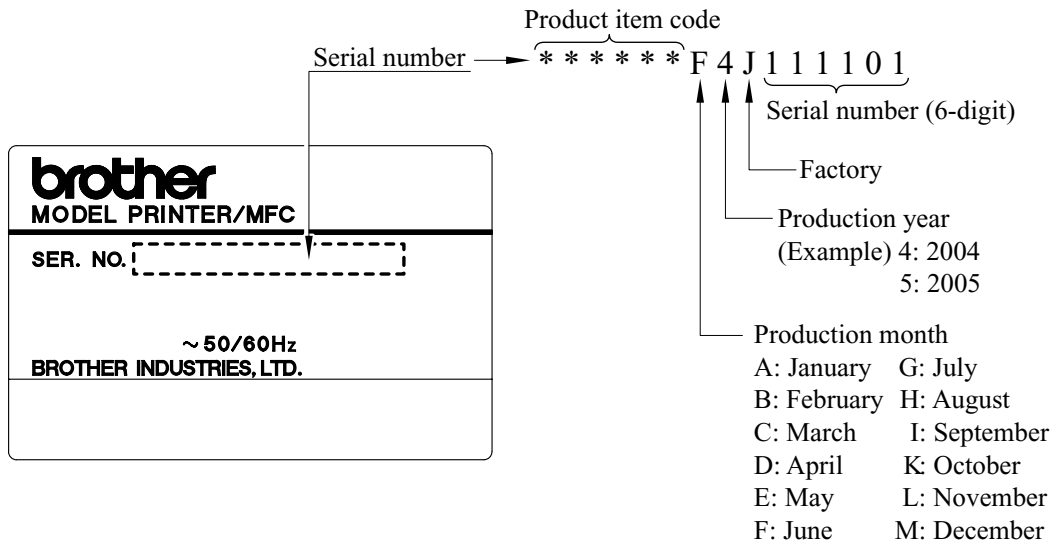 Product item code
Serial number
* * * * * * F 4 J 1 1 1 1 0 1
Serial number (6-digit)
Factory
Production year
(Example) 4: 2004
5: 2005
Production month
A: January G: July
B: February H: August
C: March I: September
D: April K: October
E: May L: November
F: June M: December
brother
MODEL PRINTER/MFC
SER. NO.
~50/60Hz
BROTHER INDUSTRIES, LTD.